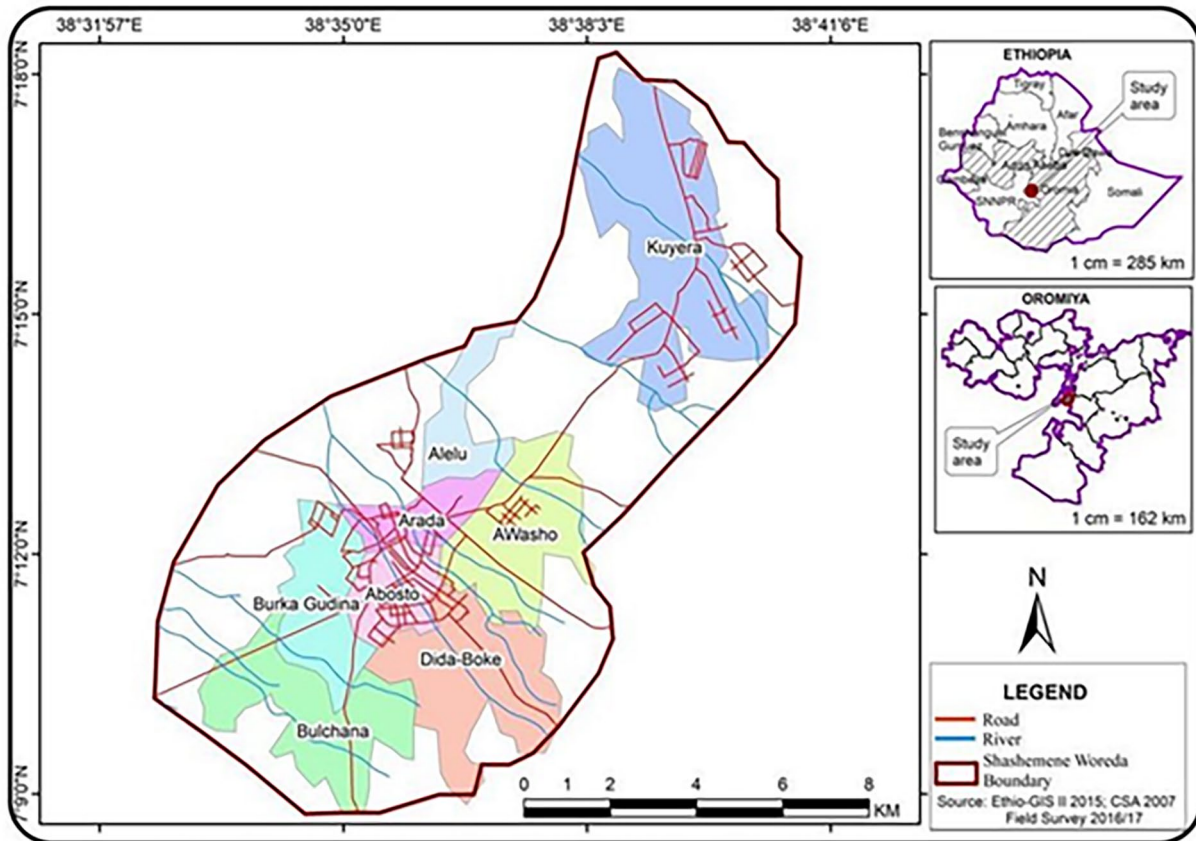 38°31'57"E 38°35'0"E 38°38'3"E 41°41'6"E
7°18'0"N
7°15'0"N
7°12'0"N
7°9'0"N
Kuyera
Alelu
Arada
AWasho
Abosto
Burka Gudina
Dida-Boke
Bulchana
0 1 2 4 6 8
KM
ETHIOPIA
Study
area
Tigray
Afar
Amhara
Oromia
Somali
SNNPR
1 cm = 285 km
OROMIYA
Study
area
1 cm = 162 km
N
LEGEND
Road
River
Shashemene Woreda
Boundary
Source: Ethio-GIS II 2015; CSA 2007
Field Survey 2016/17